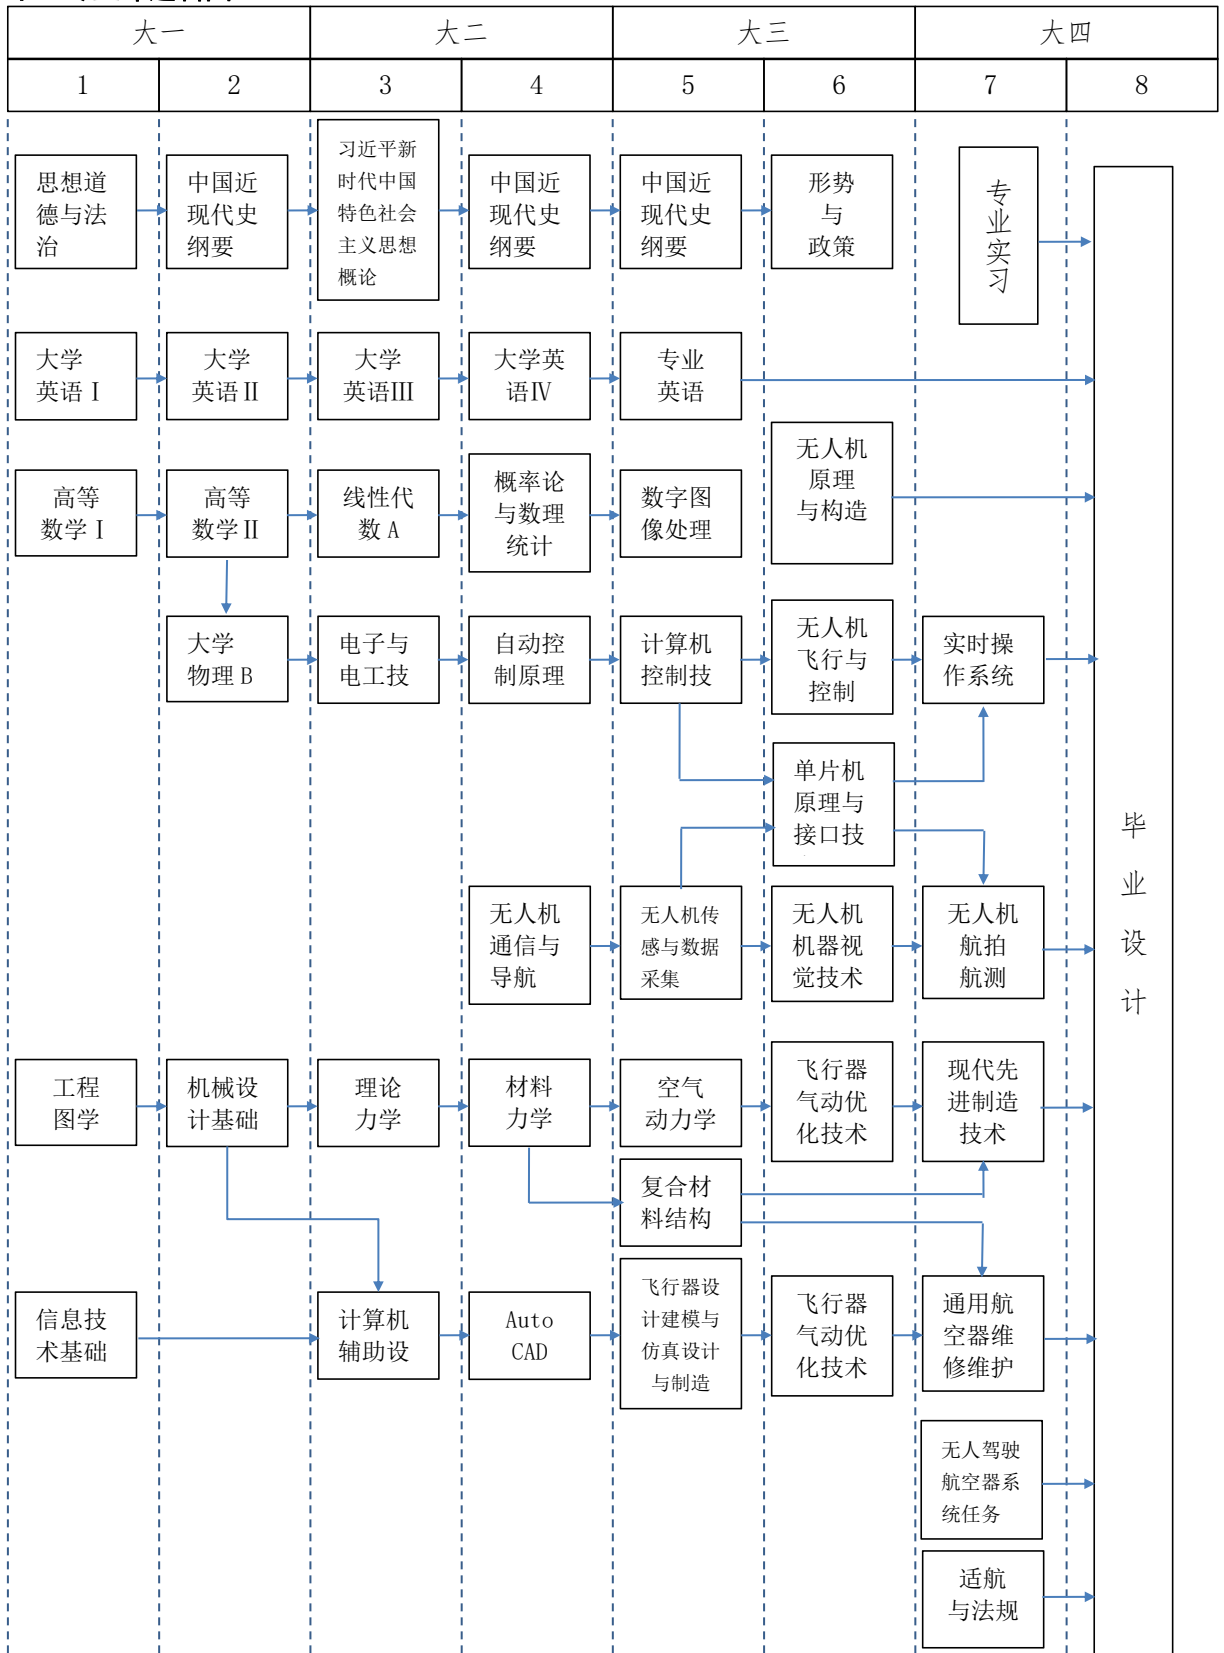 大一
大二
大三
大四
1
2
3
4
5
6
7
8
思想道
德与法
治
中国近
现代史
纲要
习近平新
时代中国
特色社会
主义思想
概论
中国近
现代史
纲要
中国近
现代史
纲要
形势
与
政策
专业实习
大学
英语Ⅰ
大学
英语Ⅱ
大学
英语Ⅲ
大学英
语Ⅳ
专业
英语
高等
数学Ⅰ
高等
数学Ⅱ
线性代
数 A
概率论
与数理
统计
数字图
像处理
无人机
原理
与构造
大学
物理 B
电子与
电工技
自动控
制原理
计算机
控制技
无人机
飞行与
控制
实时操
作系统
单片机
原理与
接口技
无人机
通信与
导航
无人机传
感与数据
采集
无人机
机器视
觉技术
无人机
航拍
航测
工程
图学
机械设
计基础
理论
力学
材料
力学
空气
动力学
飞行器
气动优
化技术
现代先
进制造
技术
复合材
料结构
信息技
术基础
计算机
辅助设
Auto
CAD
飞行器设
计建模与
仿真设计
与制造
飞行器
气动优
化技术
通用航
空器维
修维护
无人驾驶
航空器系
统任务
适航
与法规
毕业设计